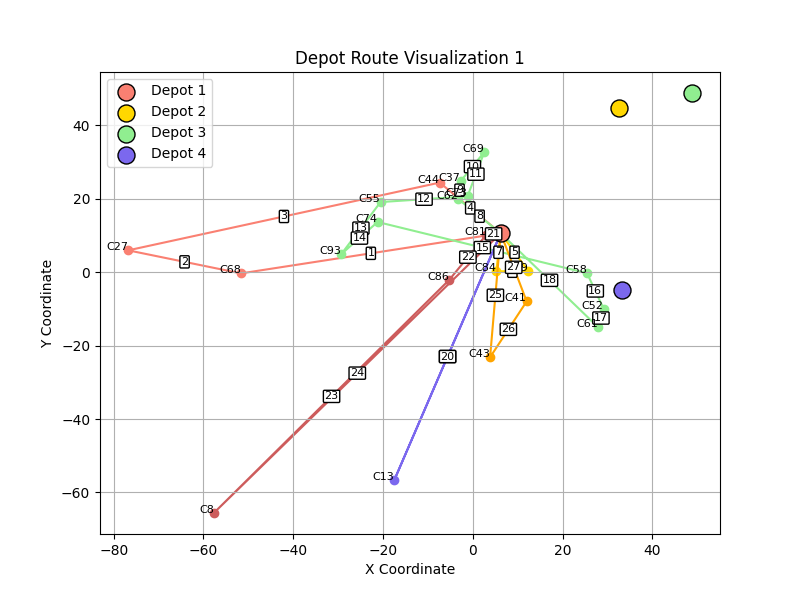 Depot Route Visualization 1
Depot 1
Depot 2
Depot 3
Depot 4
Y Coordinate
40
20
0
−20
−40
−60
C69
10
11
C44
C37
9
C62
C55
12
4
8
3
C74
13
14
C93
C81
21
C27
2
C68
1
15
22
7
5
C86
C84
27
C58
18
16
25
C41
C52
17
C61
26
C43
20
24
23
C13
C8
−80
−60
−40
−20
0
20
40
X Coordinate